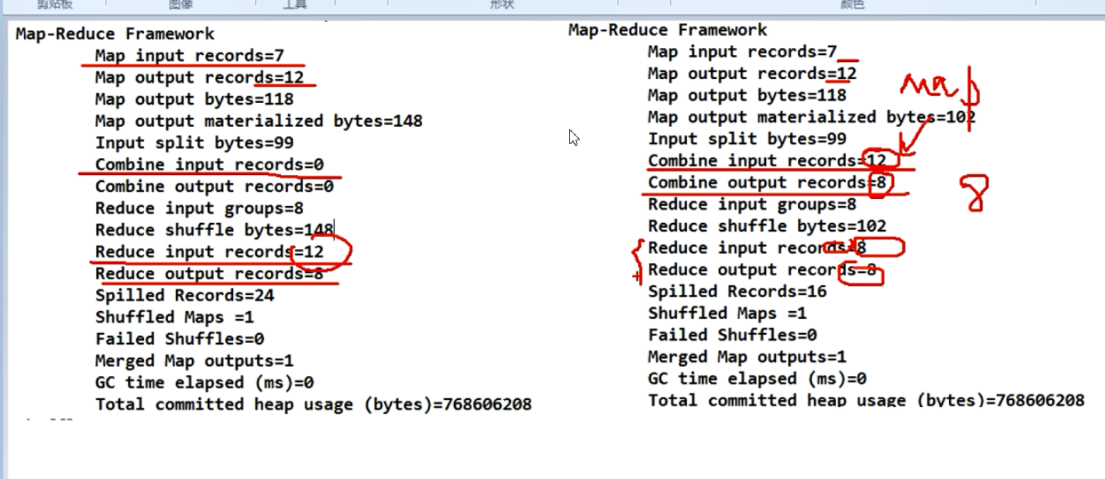 剪贴板
图像
工具
形状
颜色
Map-Reduce Framework
Map input records=7
Map output records=12
Map output bytes=118
Map output materialized bytes=148
Input split bytes=99
Combine input records=0
Combine output records=0
Reduce input groups=8
Reduce shuffle bytes=148
Reduce input records=12
Reduce output records=8
Spilled Records=24
Shuffled Maps =1
Failed Shuffles=0
Merged Map outputs=1
GC time elapsed (ms)=0
Total committed heap usage (bytes)=768606208
Map-Reduce Framework
Map input records=7
Map output records=12
Map output bytes=118
Map output materialized bytes=102
Input split bytes=99
Combine input records=12
Combine output records=8
Reduce input groups=8
Reduce shuffle bytes=102
Reduce input records=8
Reduce output records=8
Spilled Records=16
Shuffled Maps =1
Failed Shuffles=0
Merged Map outputs=1
GC time elapsed (ms)=0
Total committed heap usage (bytes)=768606208
Map
8